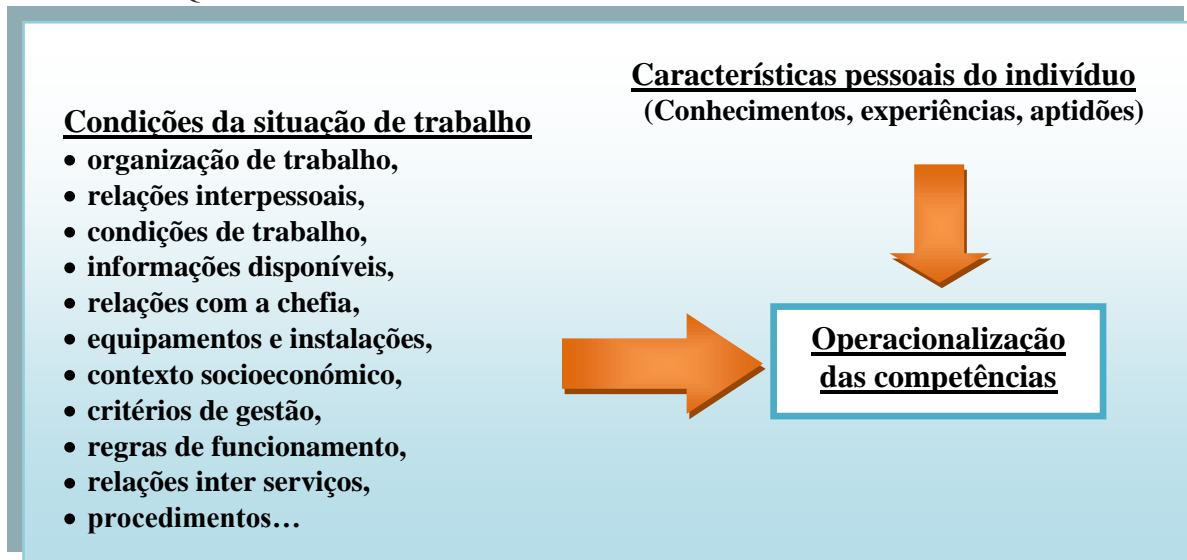 Condições da situação de trabalho
• organização de trabalho,
• relações interpessoais,
• condições de trabalho,
• informações disponíveis,
• relações com a chefia,
• equipamentos e instalações,
• contexto socioeconómico,
• critérios de gestão,
• regras de funcionamento,
• relações inter serviços,
• procedimentos…
Características pessoais do indivíduo
(Conhecimentos, experiências, aptidões)
Operacionalização
das competências